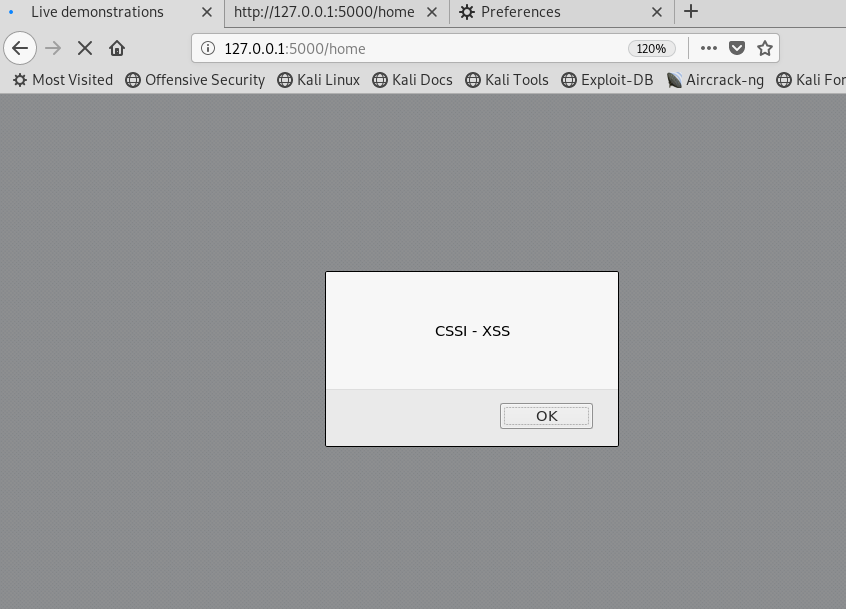 Live demonstrations http://127.0.0.1:5000/home Preferences
127.0.0.1:5000/home 120%
Most Visited Offensive Security Kali Linux Kali Docs Kali Tools Exploit-DB Aircrack-ng Kali For
CSSI - XSS
OK